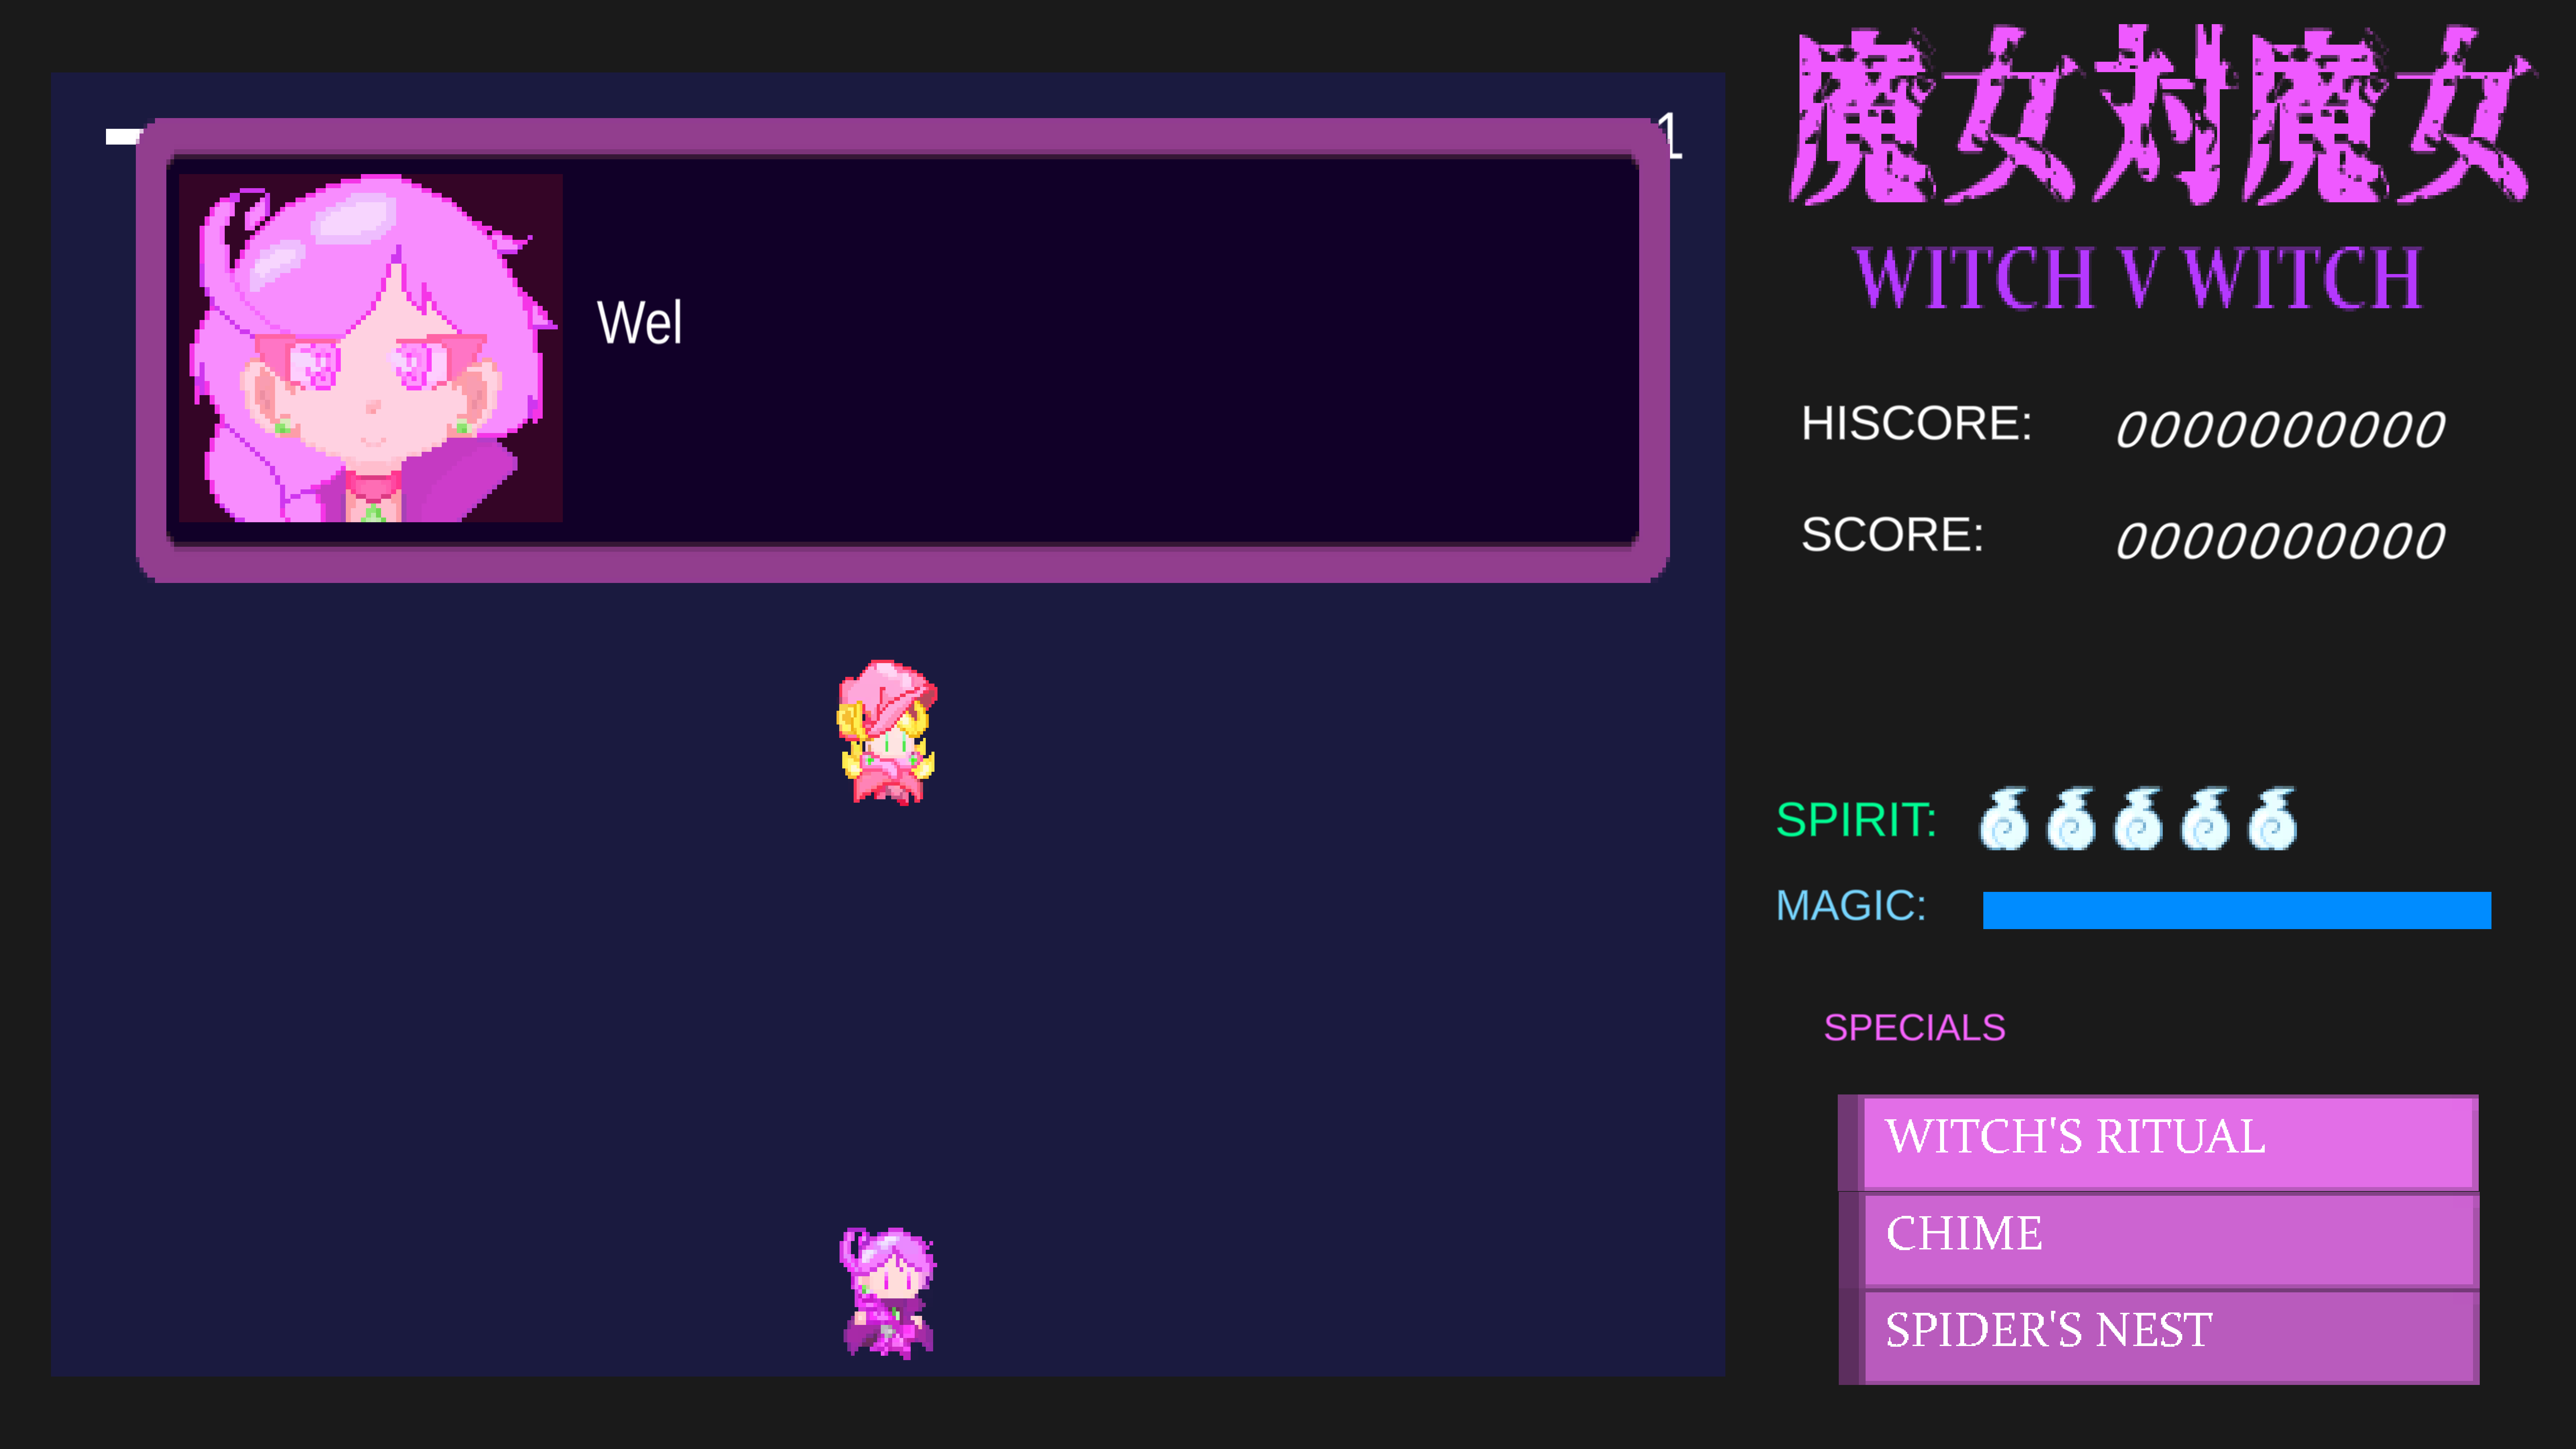 魔女対魔女
WITCH V WITCH
1
Wel
HISCORE: 0000000000
SCORE: 0000000000
SPIRIT:
MAGIC:
SPECIALS
WITCH'S RITUAL
CHIME
SPIDER'S NEST